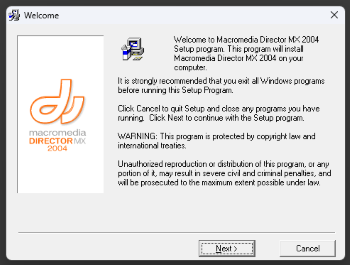 Welcome
Welcome to Macromedia Director MX 2004
Setup program. This program will install
Macromedia Director MX 2004 on your
computer.
It is strongly recommended that you exit all Windows programs
before running this Setup Program.
Click Cancel to quit Setup and close any programs you have
running. Click Next to continue with the Setup program.
WARNING: This program is protected by copyright law and
international treaties.
Unauthorized reproduction or distribution of this program, or any
portion of it, may result in severe civil and criminal penalties, and
will be prosecuted to the maximum extent possible under law.
macromedia
DIRECTOR MX
2004
Next >
Cancel